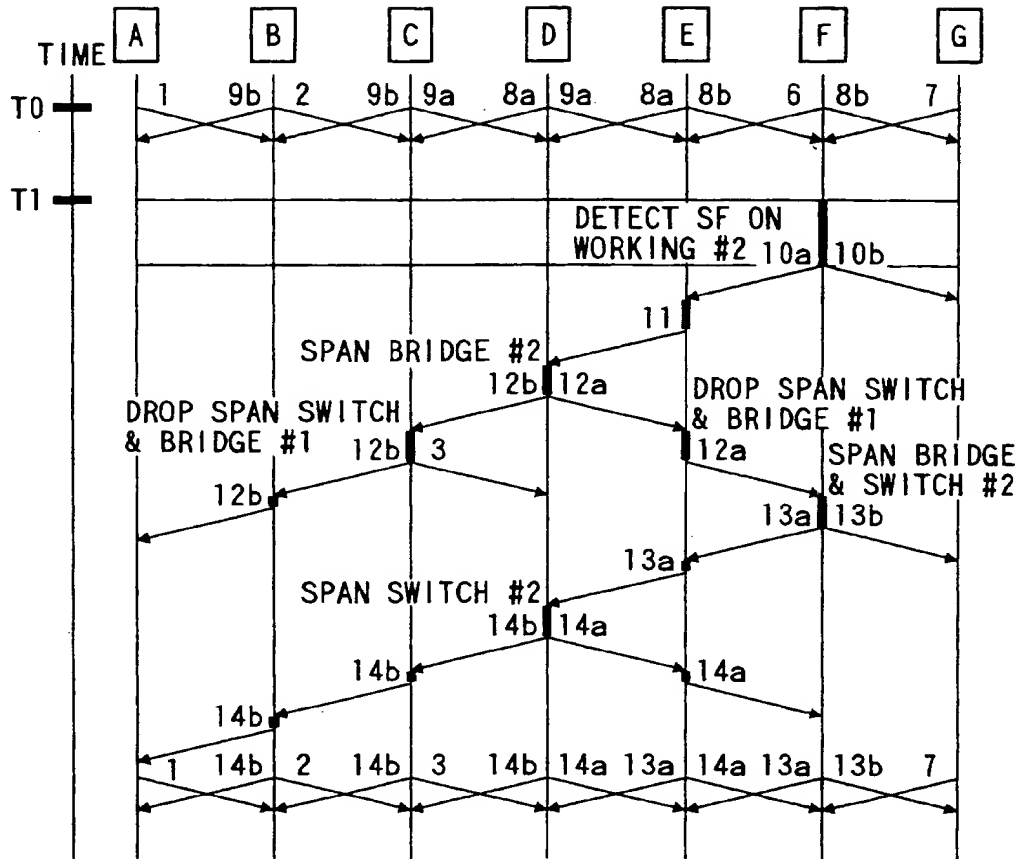 A B C D E F G
TIME
T0 1 9b 2 9b 9a 8a 9a 8a 8b 6 8b 7
T1
DETECT SF ON
WORKING #2 10a 10b
11
SPAN BRIDGE #2
12b 12a
DROP SPAN SWITCH
& BRIDGE #1
DROP SPAN SWITCH
& BRIDGE #1
12b 3 12a
SPAN BRIDGE
& SWITCH #2
12b
13a 13b
13a
SPAN SWITCH #2
14b 14a
14b 14a
14b
1 14b 2 14b 3 14b 14a 13a 14a 13a 13b 7